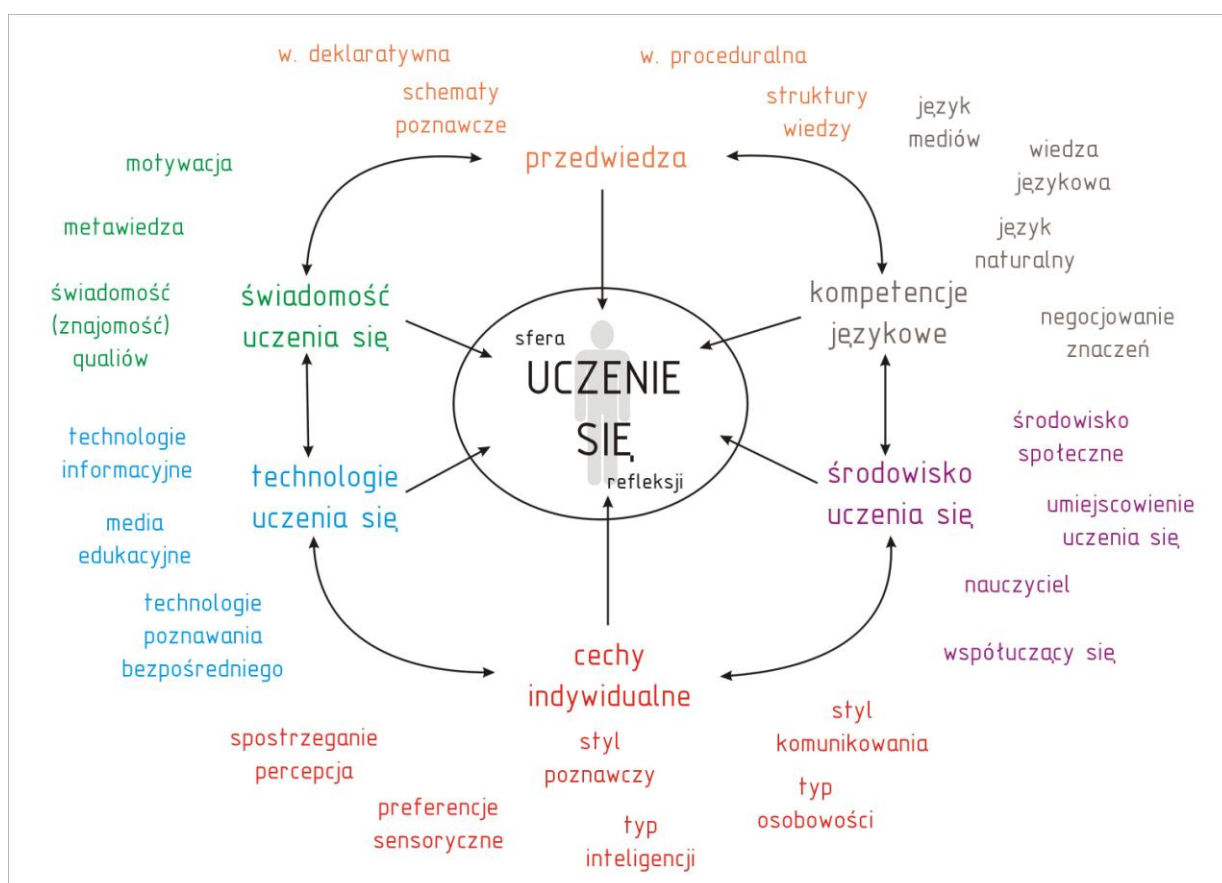 w. deklaratywna
w. proceduralna
schematy
poznawcze
struktury
wiedzy
przedwiedza
język
mediów
wiedza
językowa
język
naturalny
kompetencje
językowe
negocjowanie
znaczeń
motywacja
metawiedza
świadomość
(znajomość)
qualiów
świadomość
uczenia się
sfera
UCZENIE
SIĘ
refleksji
technologie
informacyjne
media
edukacyjne
technologie
poznawania
bezpośredniego
technologie
uczenia się
środowisko
uczenia się
środowisko
społeczne
umiejscowienie
uczenia się
nauczyciel
współuczący się
cechy
indywidualne
spostrzeganie
percepcja
preferencje
sensoryczne
styl
poznawczy
typ
inteligencji
styl
komunikowania
typ
osobowości